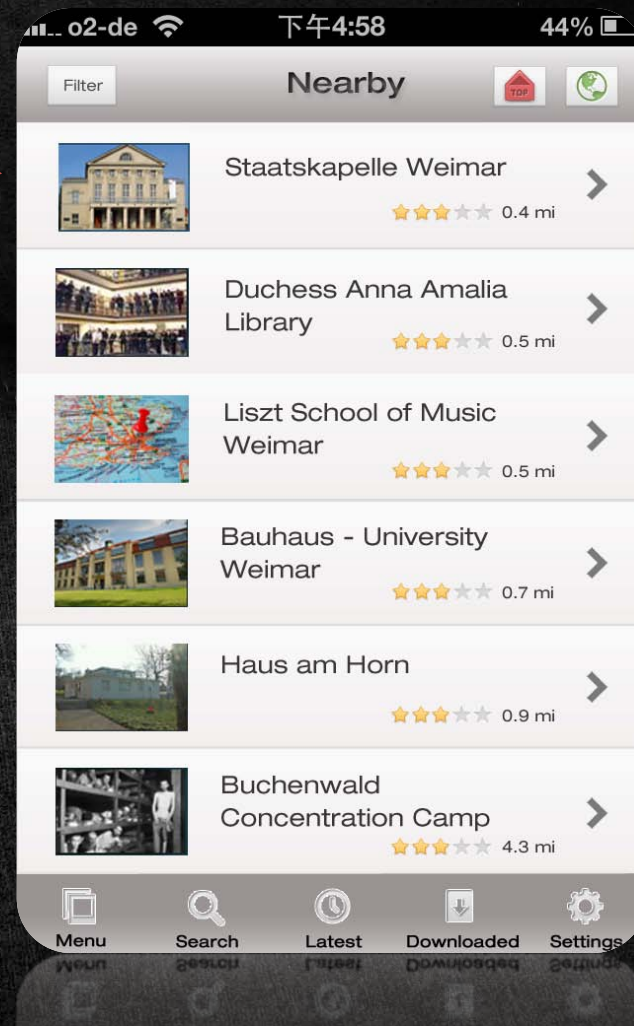 o2-de 下午4:58 44%
Filter Nearby TOP
Staatskapelle Weimar
0.4 mi
Duchess Anna Amalia
Library
0.5 mi
Liszt School of Music
Weimar
0.5 mi
Bauhaus - University
Weimar
0.7 mi
Haus am Horn
0.9 mi
Buchenwald
Concentration Camp
4.3 mi
Menu Search Latest Downloaded Settings